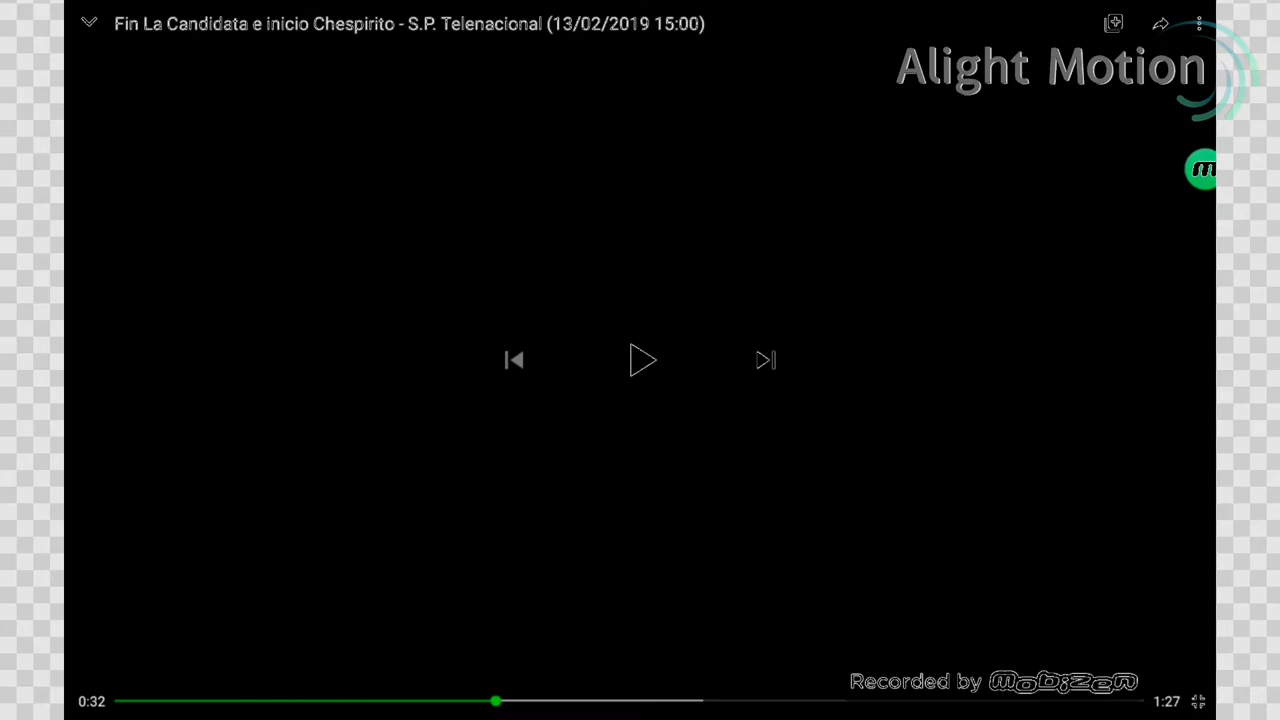 Fin La Candidata e inicio Chespirito - S.P. Telenacional (13/02/2019 15:00)
Alight Motion
m
Recorded by mobizen
0:32
1:27